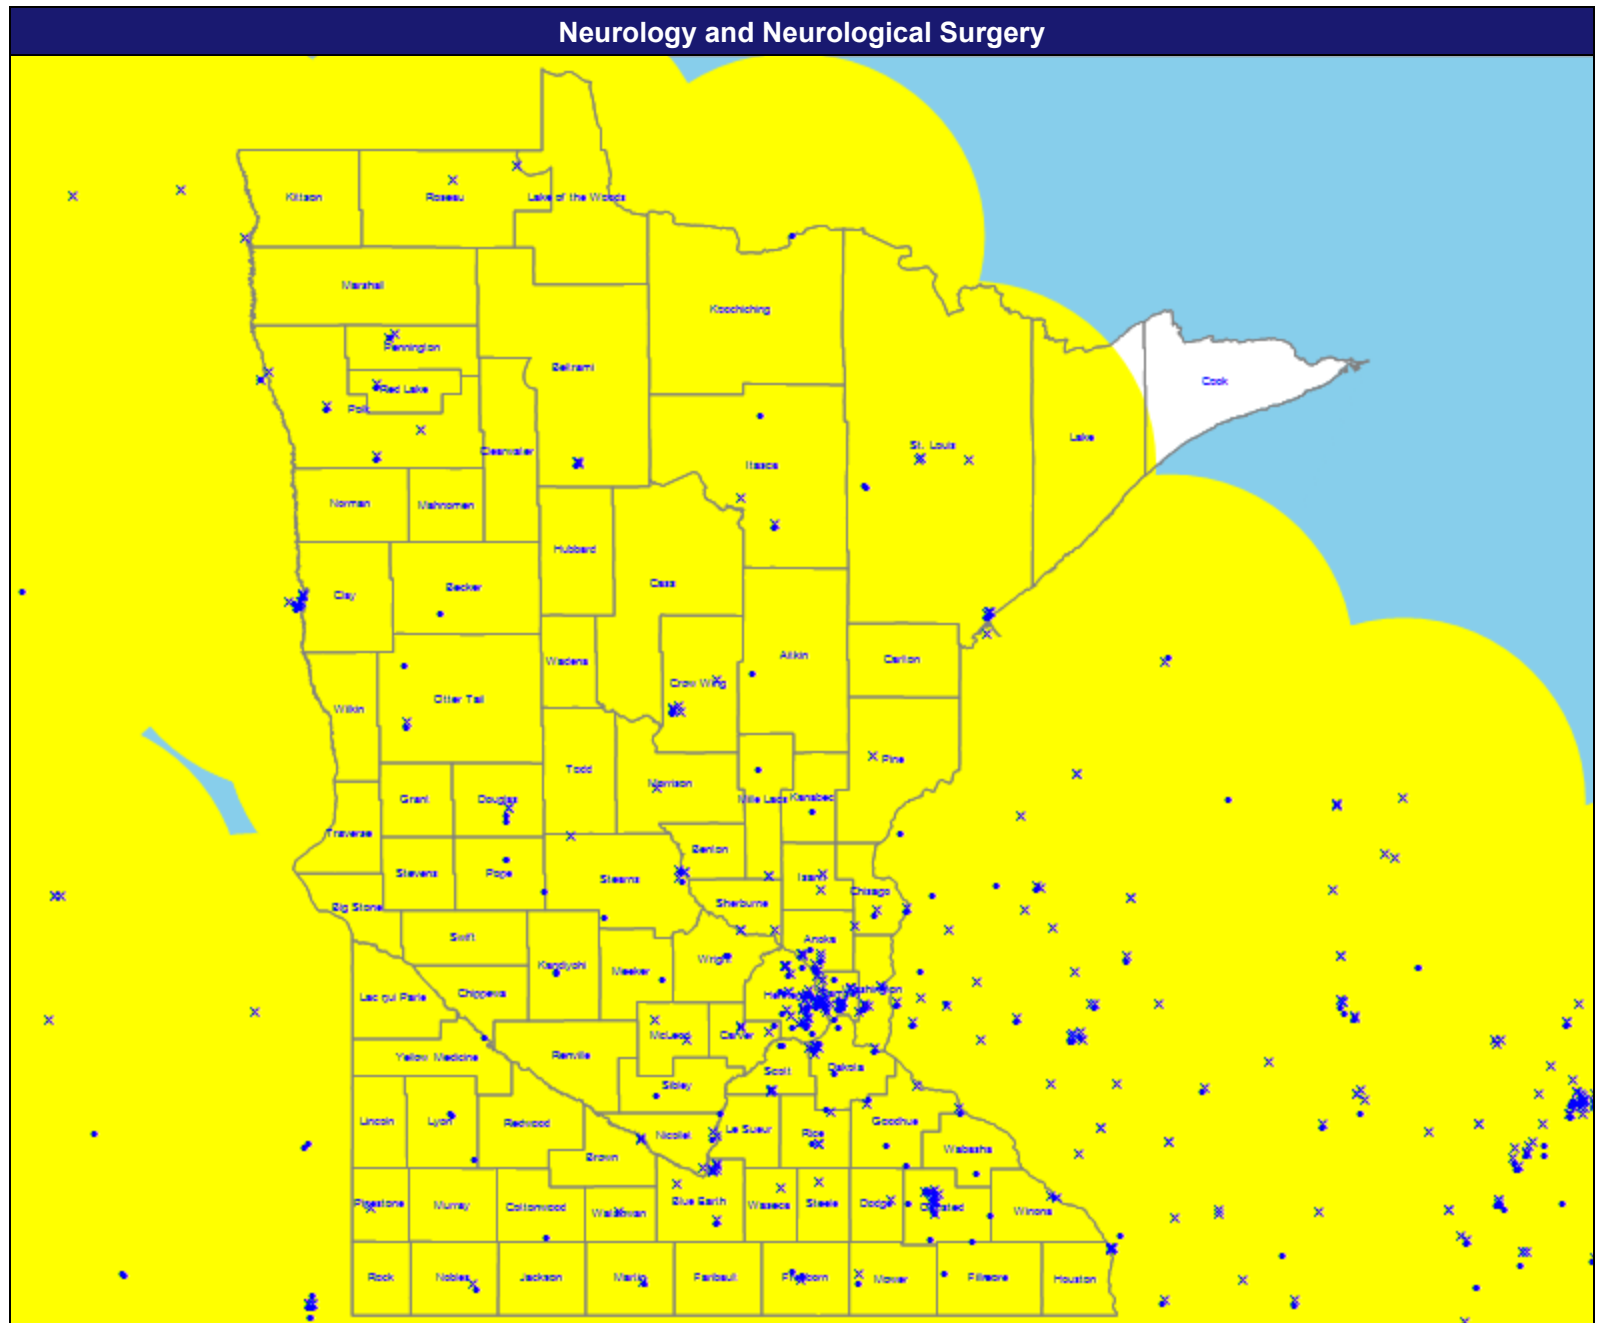 Neurology and Neurological Surgery
Kittson
Roseau
Lake of the Woods
Marshall
Koochiching
Pennington
Beltrami
Cook
Red Lake
Polk
Lake
St. Louis
Clearwater
Itasca
Norman
Mahnomen
Hubbard
Cass
Becker
Clay
Aitkin
Carlton
Wadena
Crow Wing
Otter Tail
Wilkin
Pine
Todd
Morrison
Grant
Douglas
Mille Lacs
Kanabec
Traverse
Benton
Stevens
Pope
Stearns
Isanti
Chisago
Sherburne
Big Stone
Swift
Anoka
Kandiyohi
Meeker
Wright
Lac qui Parle
Chippewa
Washington
McLeod
Carver
Yellow Medicine
Renville
Scott
Dakota
Sibley
Lincoln
Lyon
Redwood
Nicollet
Le Sueur
Rice
Goodhue
Brown
Wabasha
Pipestone
Murray
Cottonwood
Watonwan
Blue Earth
Waseca
Steele
Dodge
Olmsted
Winona
Rock
Nobles
Jackson
Martin
Faribault
Freeborn
Mower
Fillmore
Houston